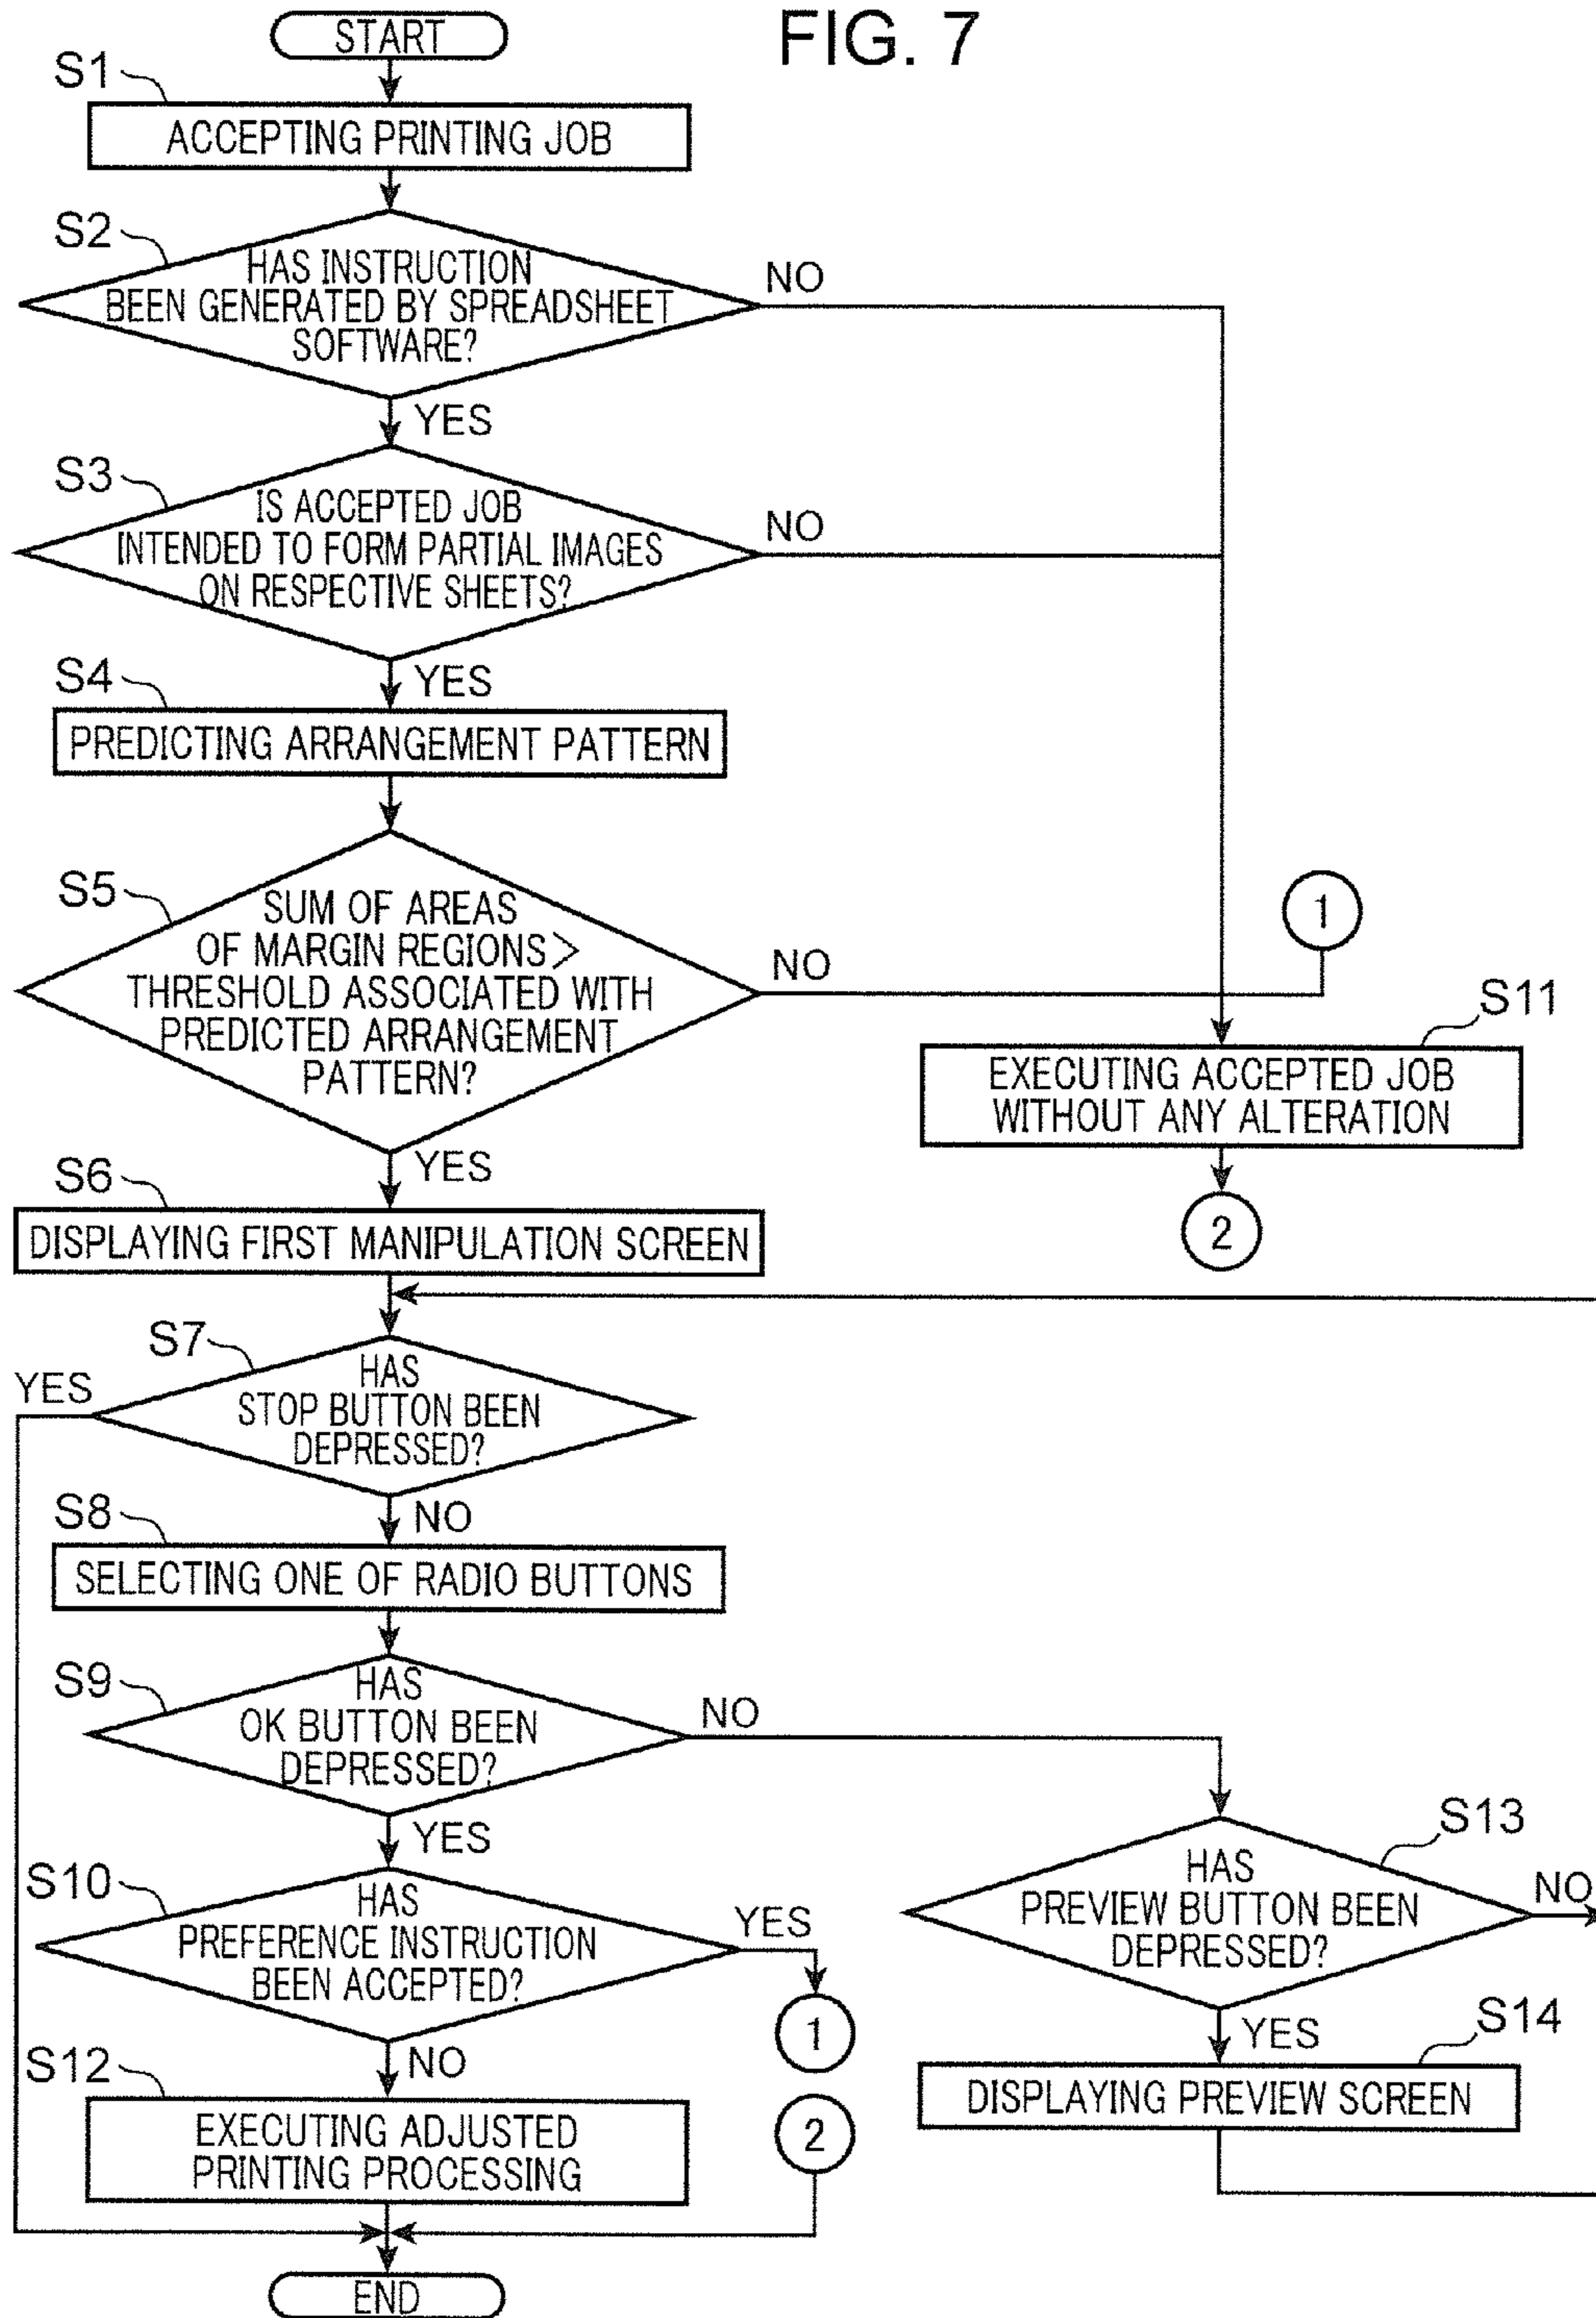 FIG. 7
START
S1
ACCEPTING PRINTING JOB
S2
HAS INSTRUCTION
BEEN GENERATED BY SPREADSHEET
SOFTWARE?
NO
YES
S3
IS ACCEPTED JOB
INTENDED TO FORM PARTIAL IMAGES
ON RESPECTIVE SHEETS?
NO
YES
S4
PREDICTING ARRANGEMENT PATTERN
S5
SUM OF AREAS
OF MARGIN REGIONS>
THRESHOLD ASSOCIATED WITH
PREDICTED ARRANGEMENT
PATTERN?
NO
1
YES
S11
EXECUTING ACCEPTED JOB
WITHOUT ANY ALTERATION
2
S6
DISPLAYING FIRST MANIPULATION SCREEN
S7
HAS
STOP BUTTON BEEN
DEPRESSED?
YES
NO
S8
SELECTING ONE OF RADIO BUTTONS
S9
HAS
OK BUTTON BEEN
DEPRESSED?
NO
YES
S10
HAS
PREFERENCE INSTRUCTION
BEEN ACCEPTED?
YES
1
NO
S13
HAS
PREVIEW BUTTON BEEN
DEPRESSED?
NO
YES
S14
DISPLAYING PREVIEW SCREEN
S12
EXECUTING ADJUSTED
PRINTING PROCESSING
2
END